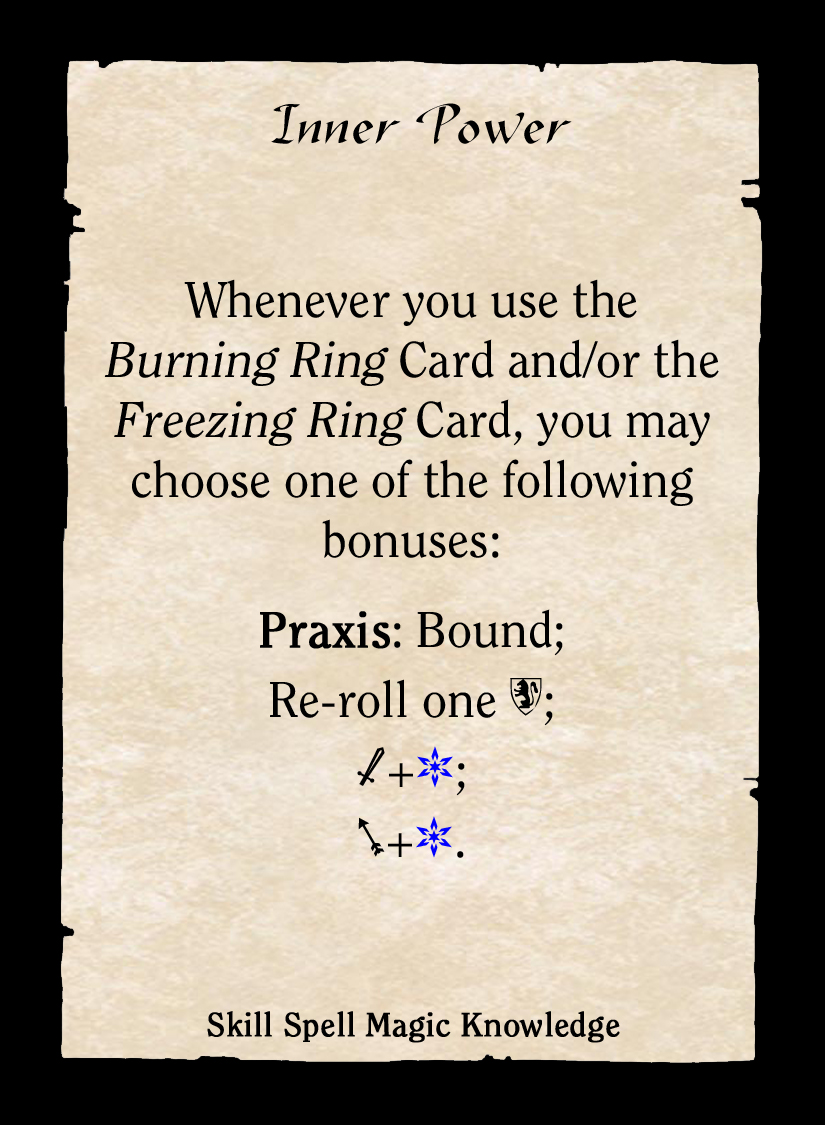 Inner Power
Whenever you use the
Burning Ring Card and/or the
Freezing Ring Card, you may
choose one of the following
bonuses:
Praxis: Bound;
Re-roll one ;
+;
+.
Skill Spell Magic Knowledge